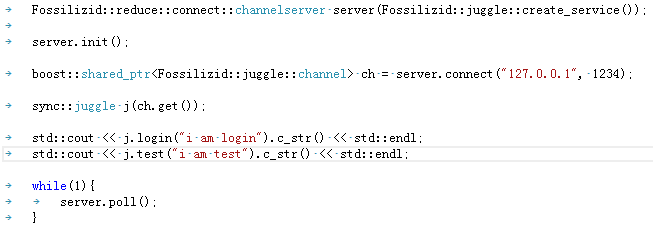 Fossilizid::reduce::connect::channelserver server(Fossilizid::juggle::create_service());
server.init();
boost::shared_ptr<Fossilizid::juggle::channel> ch = server.connect("127.0.0.1", 1234);
sync::juggle j(ch.get());
std::cout << j.login("i am login").c_str() << std::endl;
std::cout << j.test("i am test").c_str() << std::endl;
while(1){
server.poll();
}